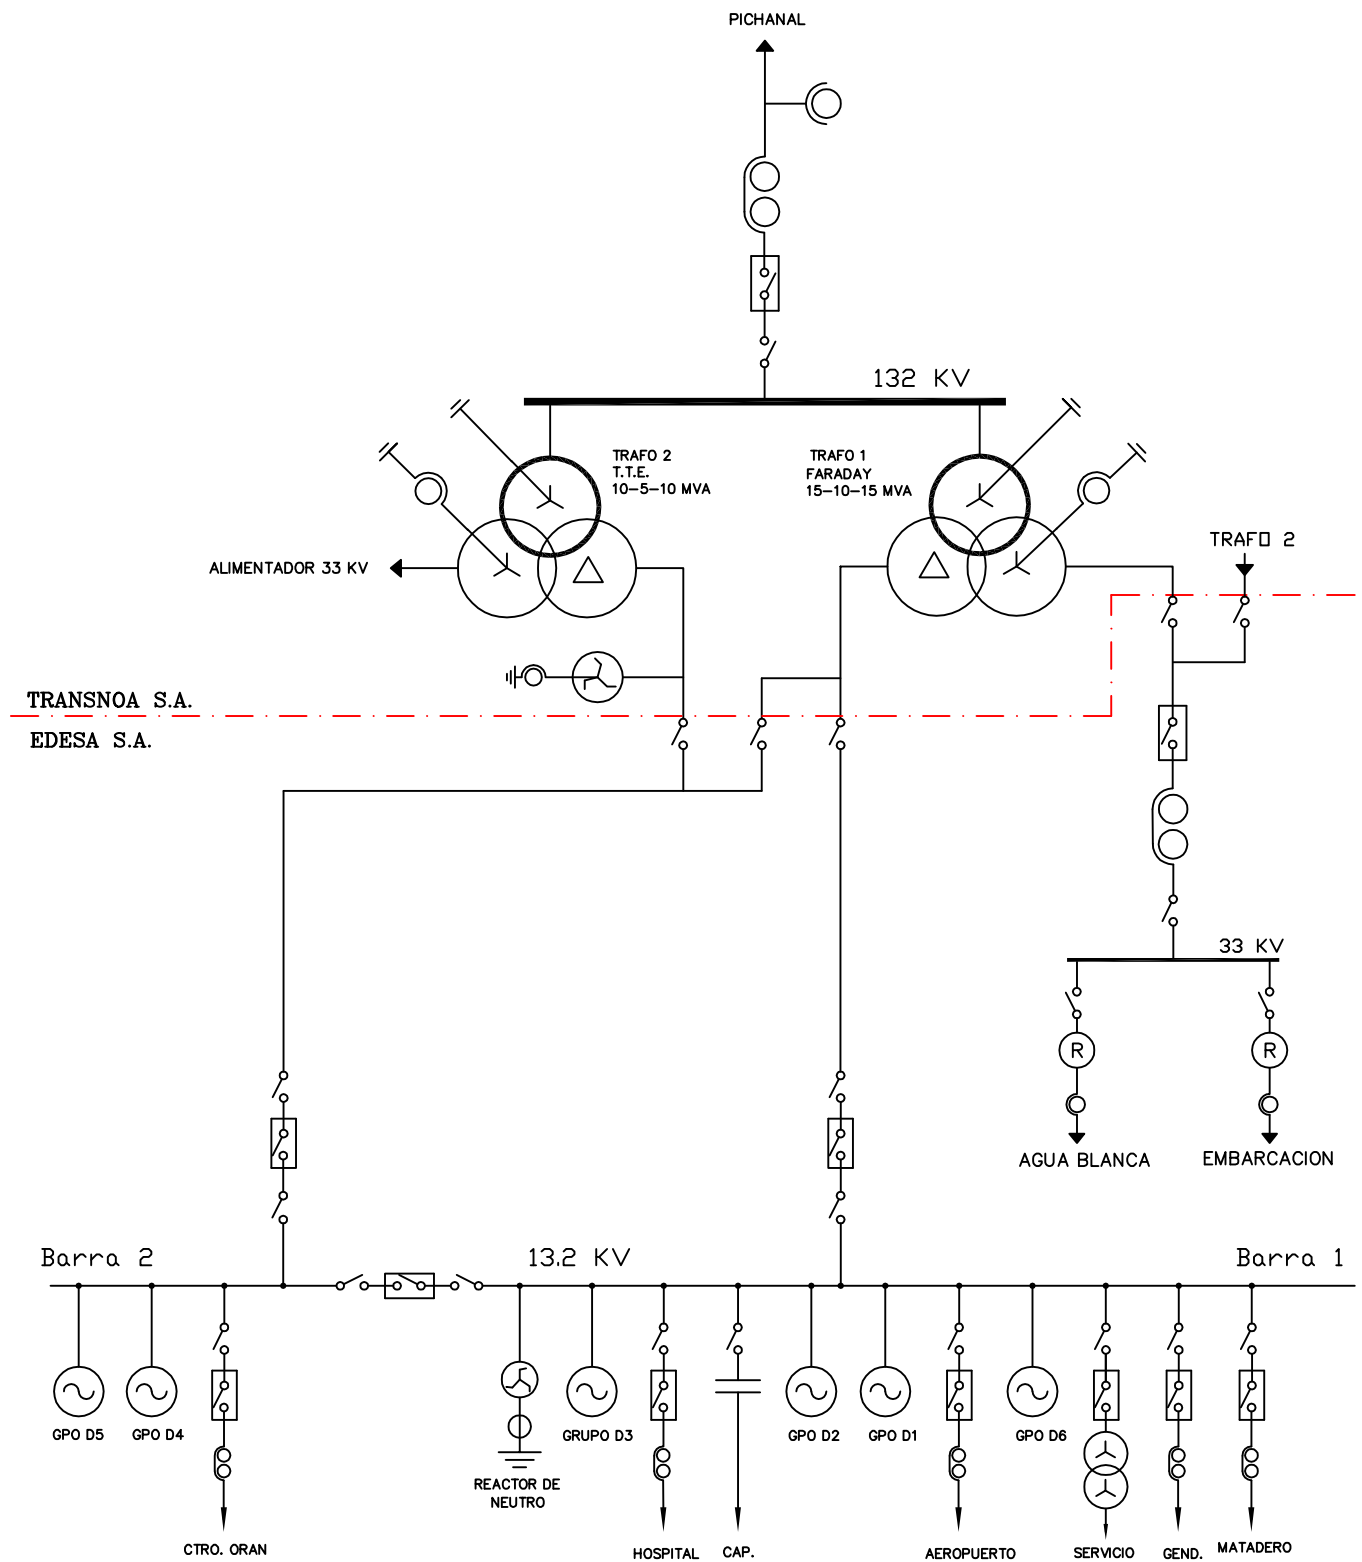 PICHANAL
132 KV
TRAFO 2
T.T.E.
10-5-10 MVA
TRAFO 1
FARADAY
15-10-15 MVA
TRAFO 2
ALIMENTADOR 33 KV
TRANSNOA S.A.
EDESA S.A.
33 KV
R
R
AGUA BLANCA
EMBARCACION
Barra 2
13.2 KV
Barra 1
GPO D5
GPO D4
GRUPO D3
GPO D2
GPO D1
GPO D6
REACTOR DE
NEUTRO
CTRO. ORAN
HOSPITAL
CAP.
AEROPUERTO
SERVICIO
GEND.
MATADERO